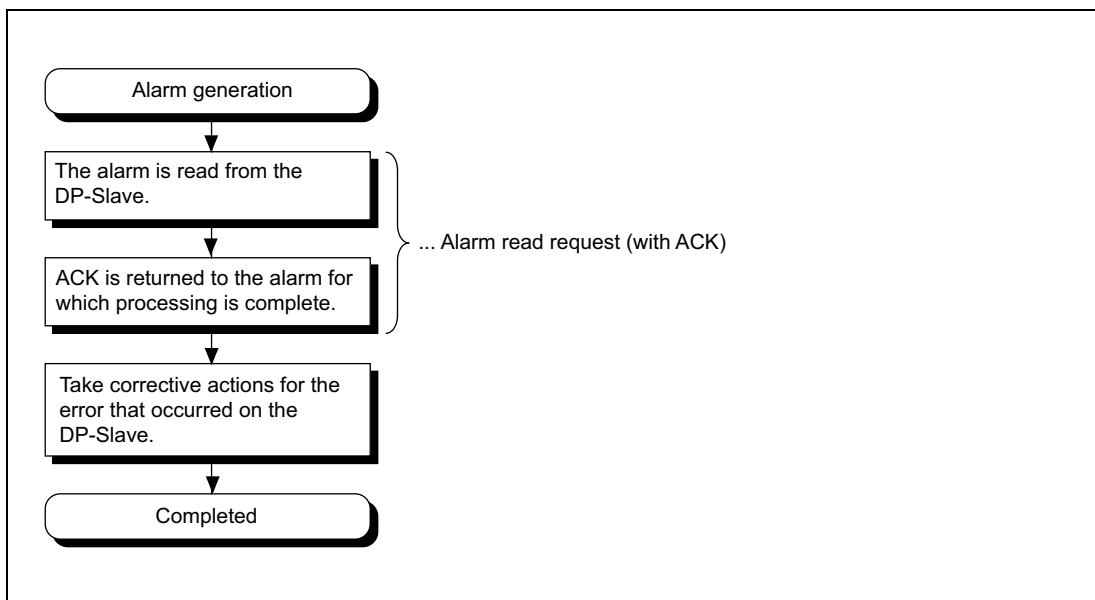 Alarm generation
The alarm is read from the
DP-Slave.
... Alarm read request (with ACK)
ACK is returned to the alarm for
which processing is complete.
Take corrective actions for the
error that occurred on the
DP-Slave.
Completed